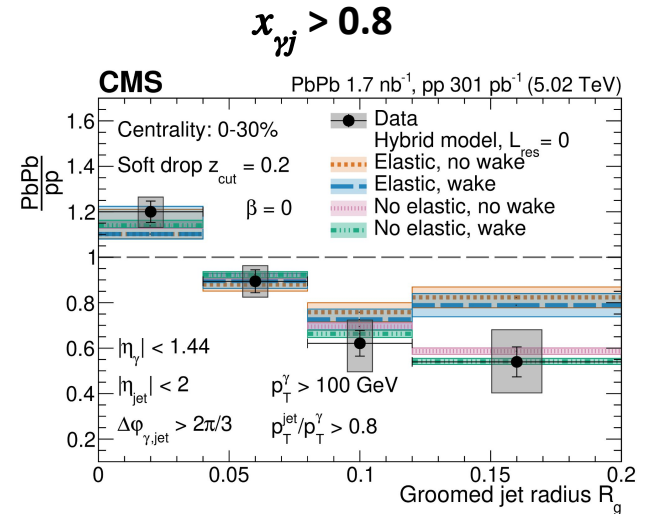 xγj > 0.8
CMS PbPb 1.7 nb⁻¹, pp 301 pb⁻¹ (5.02 TeV)
Centrality: 0-30%
Soft drop z_cut = 0.2
β = 0
Data
Hybrid model, L_res = 0
Elastic, no wake
Elastic, wake
No elastic, no wake
No elastic, wake
PbPb
pp
1.6
1.4
1.2
1
0.8
0.6
0.4
0.2
|η_γ| < 1.44
|η_jet| < 2
Δφ_γ,jet > 2π/3
p_T^γ > 100 GeV
p_T^jet/p_T^γ > 0.8
0 0.05 0.1 0.15 0.2
Groomed jet radius R_g